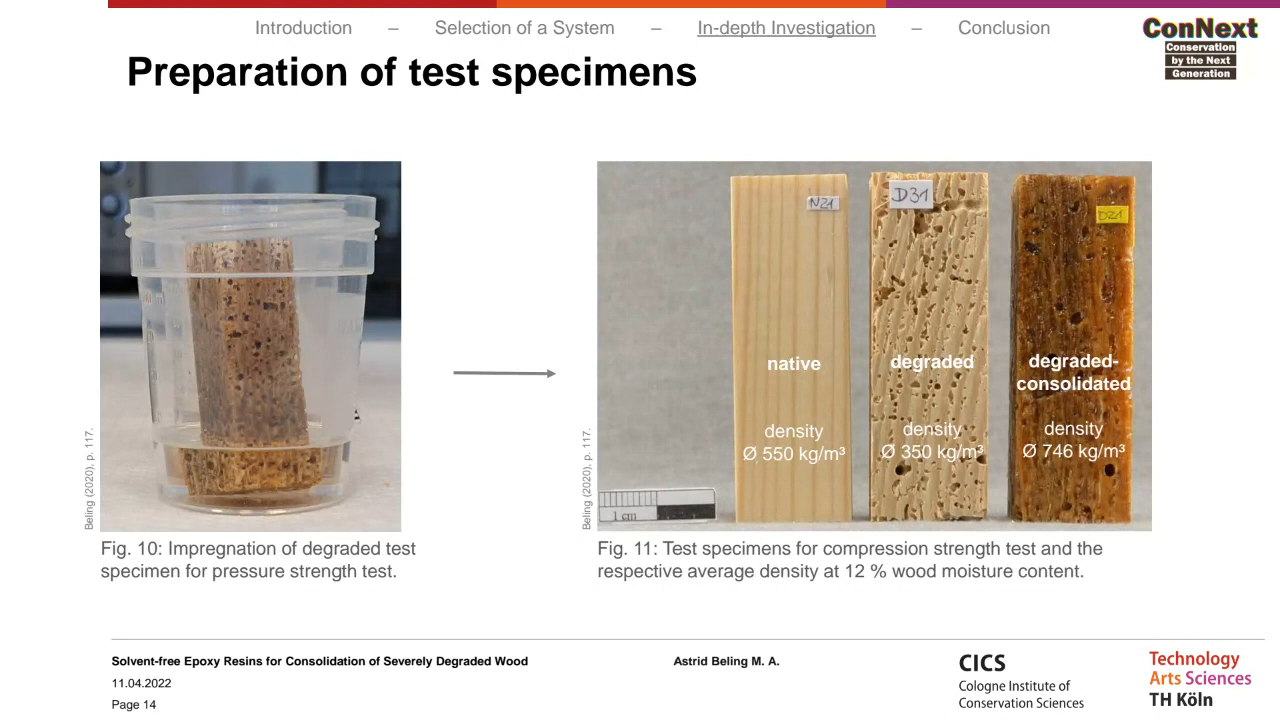 Introduction – Selection of a System – In-depth Investigation – Conclusion
ConNext
Conservation
by the Next
Generation
Preparation of test specimens
N21
D31
D21
native
degraded
degraded-
consolidated
density
Ø 550 kg/m³
density
Ø 350 kg/m³
density
Ø 746 kg/m³
1 cm
Beling (2020), p. 117.
Beling (2020), p. 117.
Fig. 10: Impregnation of degraded test
specimen for pressure strength test.
Fig. 11: Test specimens for compression strength test and the
respective average density at 12 % wood moisture content.
Solvent-free Epoxy Resins for Consolidation of Severely Degraded Wood
Astrid Beling M. A.
11.04.2022
Page 14
CICS
Cologne Institute of
Conservation Sciences
Technology
Arts Sciences
TH Köln